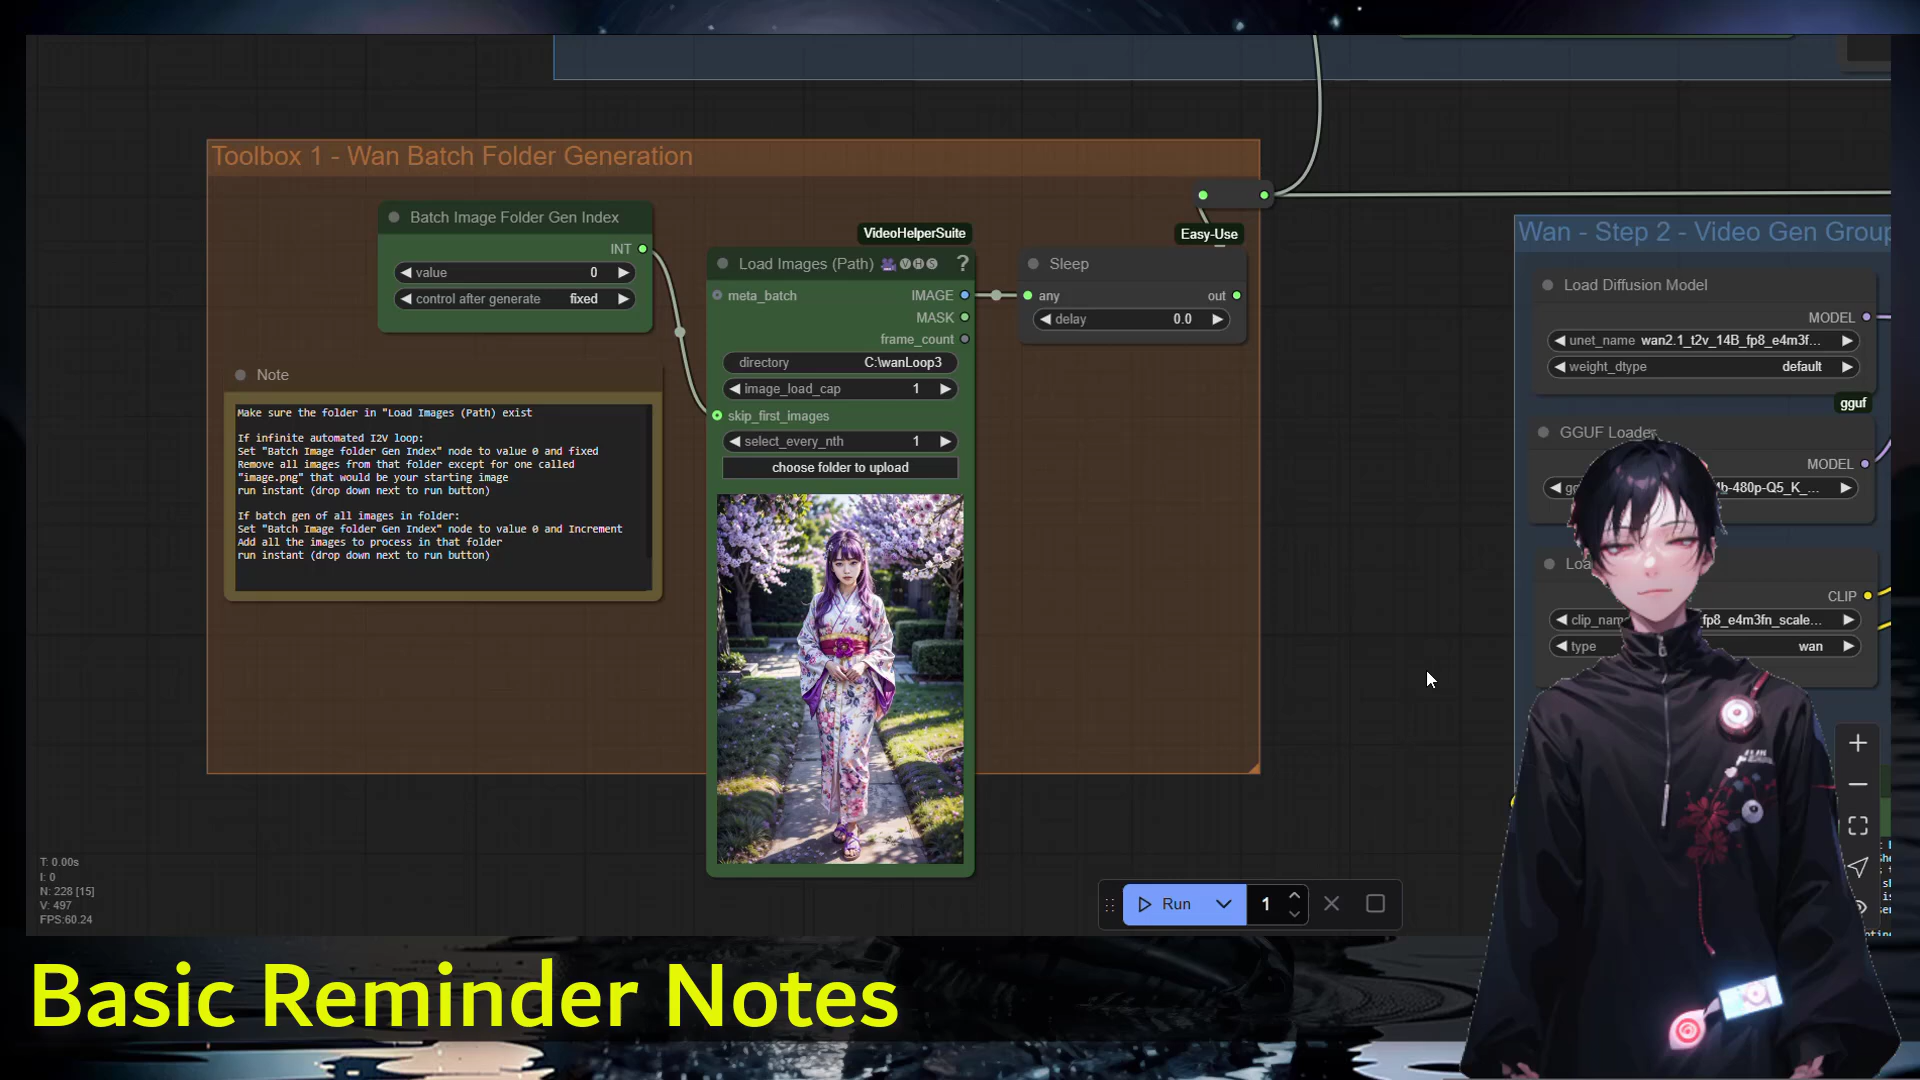 Toolbox 1 - Wan Batch Folder Generation
Batch Image Folder Gen Index
INT
value 0
control after generate fixed
Note
Make sure the folder in "Load Images (Path) exist
If infinite automated I2V loop:
Set "Batch Image folder Gen Index" node to value 0 and fixed
Remove all images from that folder except for one called
"image.png" that would be your starting image
run instant (drop down next to run button)
If batch gen of all images in folder:
Set "Batch Image folder Gen Index" node to value 0 and Increment
Add all the images to process in that folder
run instant (drop down next to run button)
VideoHelperSuite
Load Images (Path) VHS ?
meta_batch IMAGE
MASK
frame_count
directory C:\wanLoop3
image_load_cap 1
skip_first_images
select_every_nth 1
choose folder to upload
Easy-Use
Sleep
any out
delay 0.0
Wan - Step 2 - Video Gen Group
Load Diffusion Model
MODEL
unet_name wan2.1_t2v_14B_fp8_e4m3f...
weight_dtype default
gguf
GGUF Loader
MODEL
b-480p-Q5_K_...
CLIP
clip_nam fp8_e4m3fn_scale...
type wan
T: 0.00s
I: 0
N: 228 [15]
V: 497
FPS:60.24
Run 1
Basic Reminder Notes